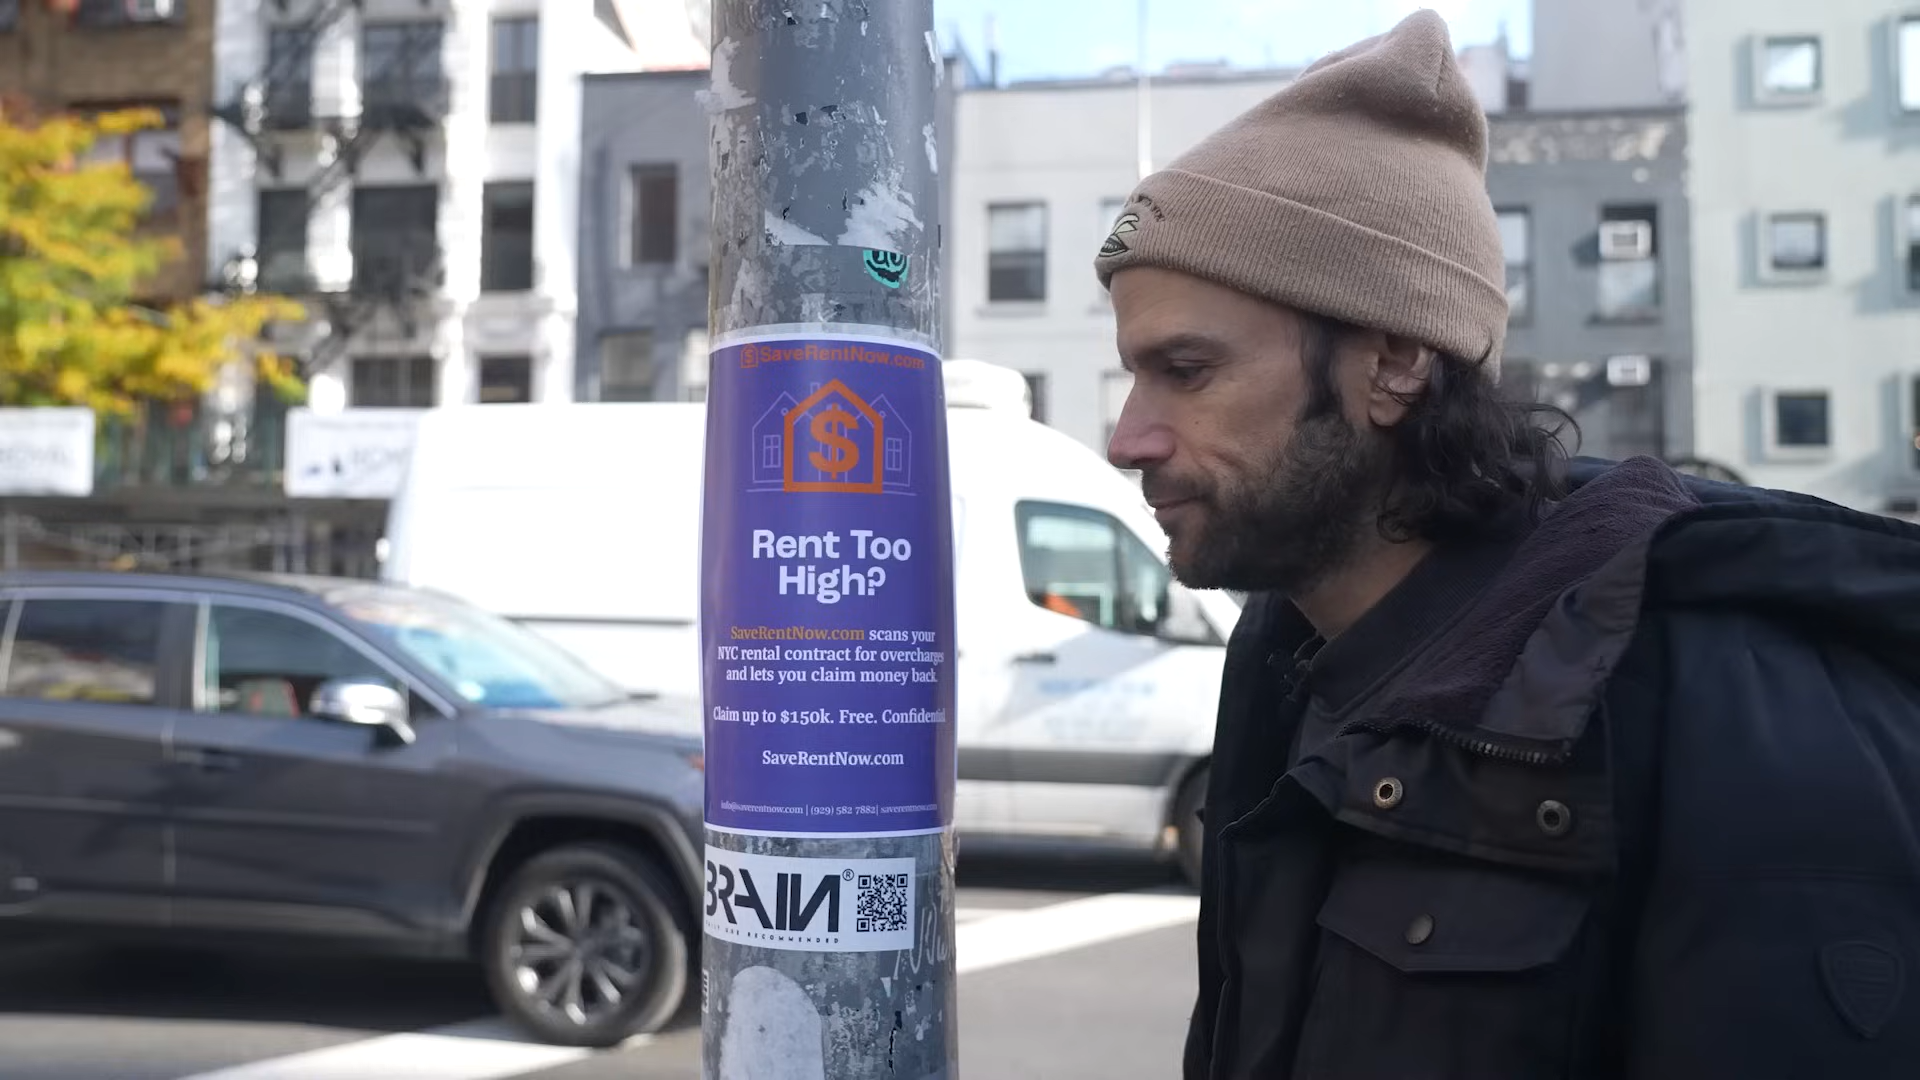 SaveRentNow.com
$
Rent Too
High?
SaveRentNow.com scans your
NYC rental contract for overcharges
and lets you claim money back.
Claim up to $150k. Free. Confidential
SaveRentNow.com
info@saverentnow.com | (929) 582 7882| saverentnow.com
BRAIN®
RECOMMENDED